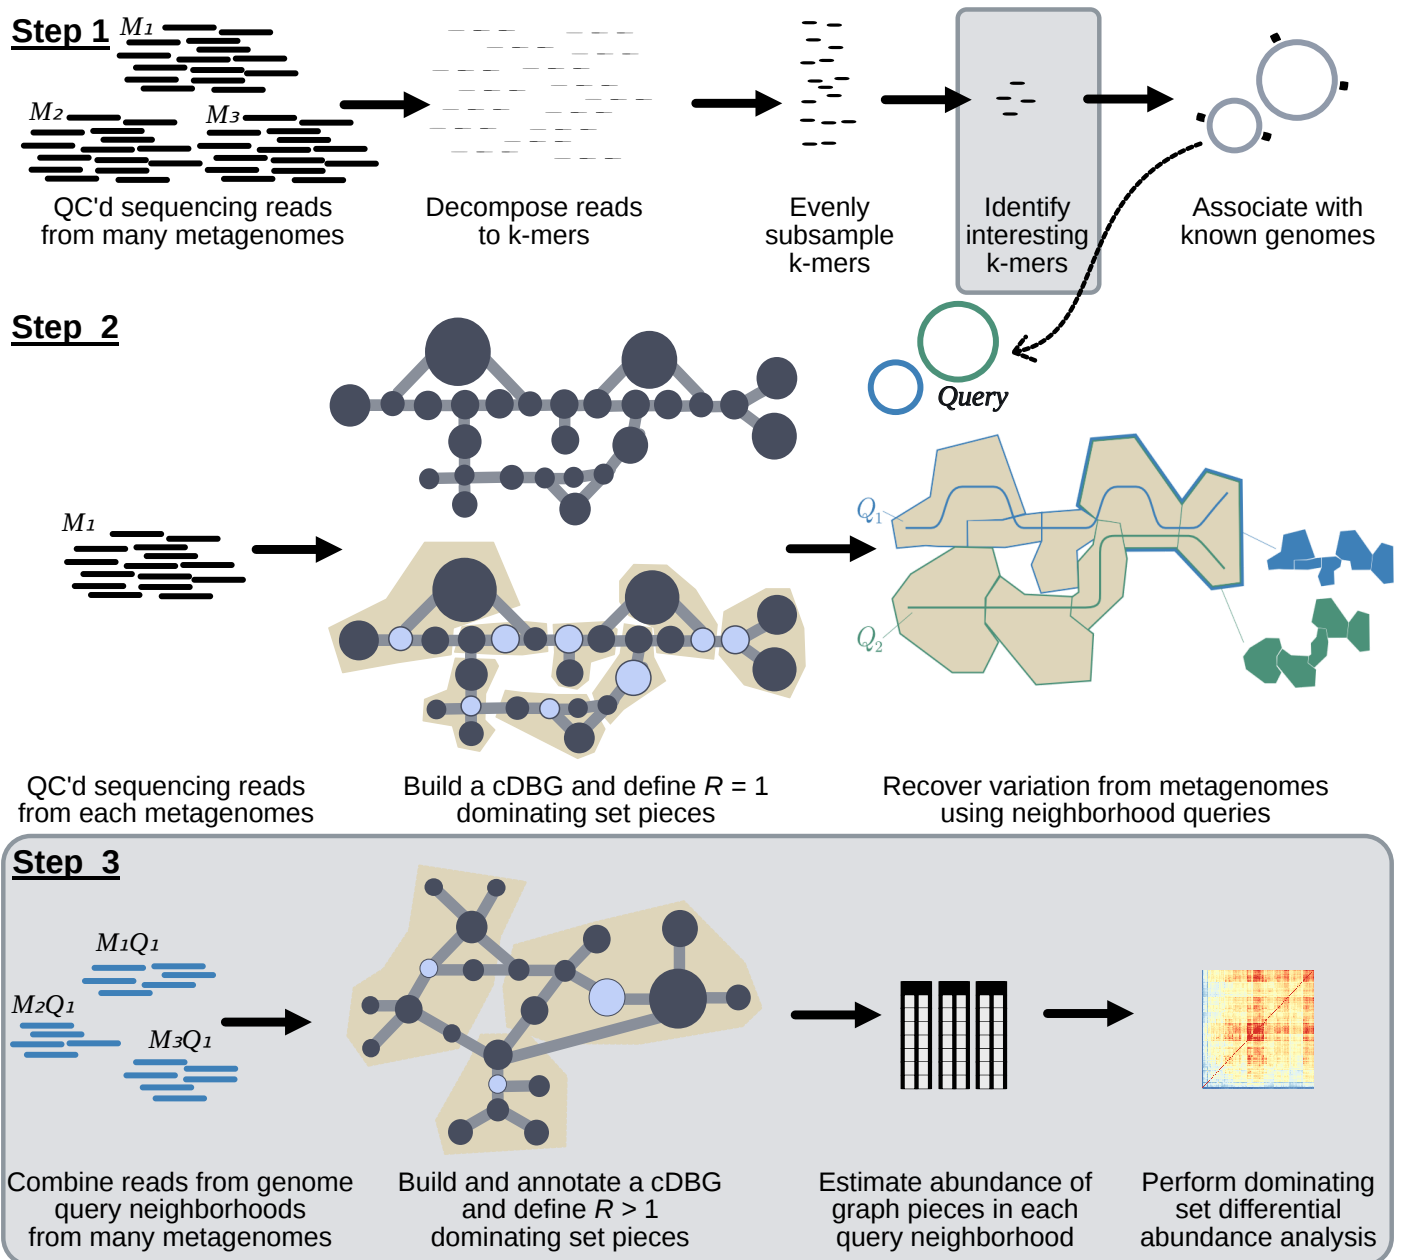 Step 1
M₁
M₂
M₃
QC'd sequencing reads
from many metagenomes
Decompose reads
to k-mers
Evenly
subsample
k-mers
Identify
interesting
k-mers
Associate with
known genomes
Step 2
Query
M₁
Q₁
Q₂
QC'd sequencing reads
from each metagenomes
Build a cDBG and define R = 1
dominating set pieces
Recover variation from metagenomes
using neighborhood queries
Step 3
M₁Q₁
M₂Q₁
M₃Q₁
Combine reads from genome
query neighborhoods
from many metagenomes
Build and annotate a cDBG
and define R > 1
dominating set pieces
Estimate abundance of
graph pieces in each
query neighborhood
Perform dominating
set differential
abundance analysis